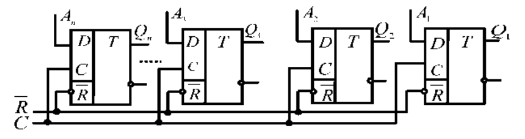 Aₙ A₃ A₂ A₁
D T Qₙ D T Q₃ D T Q₂ D T Q₁
C ..... C C C
R̅ R̅ R̅ R̅
R̅
C